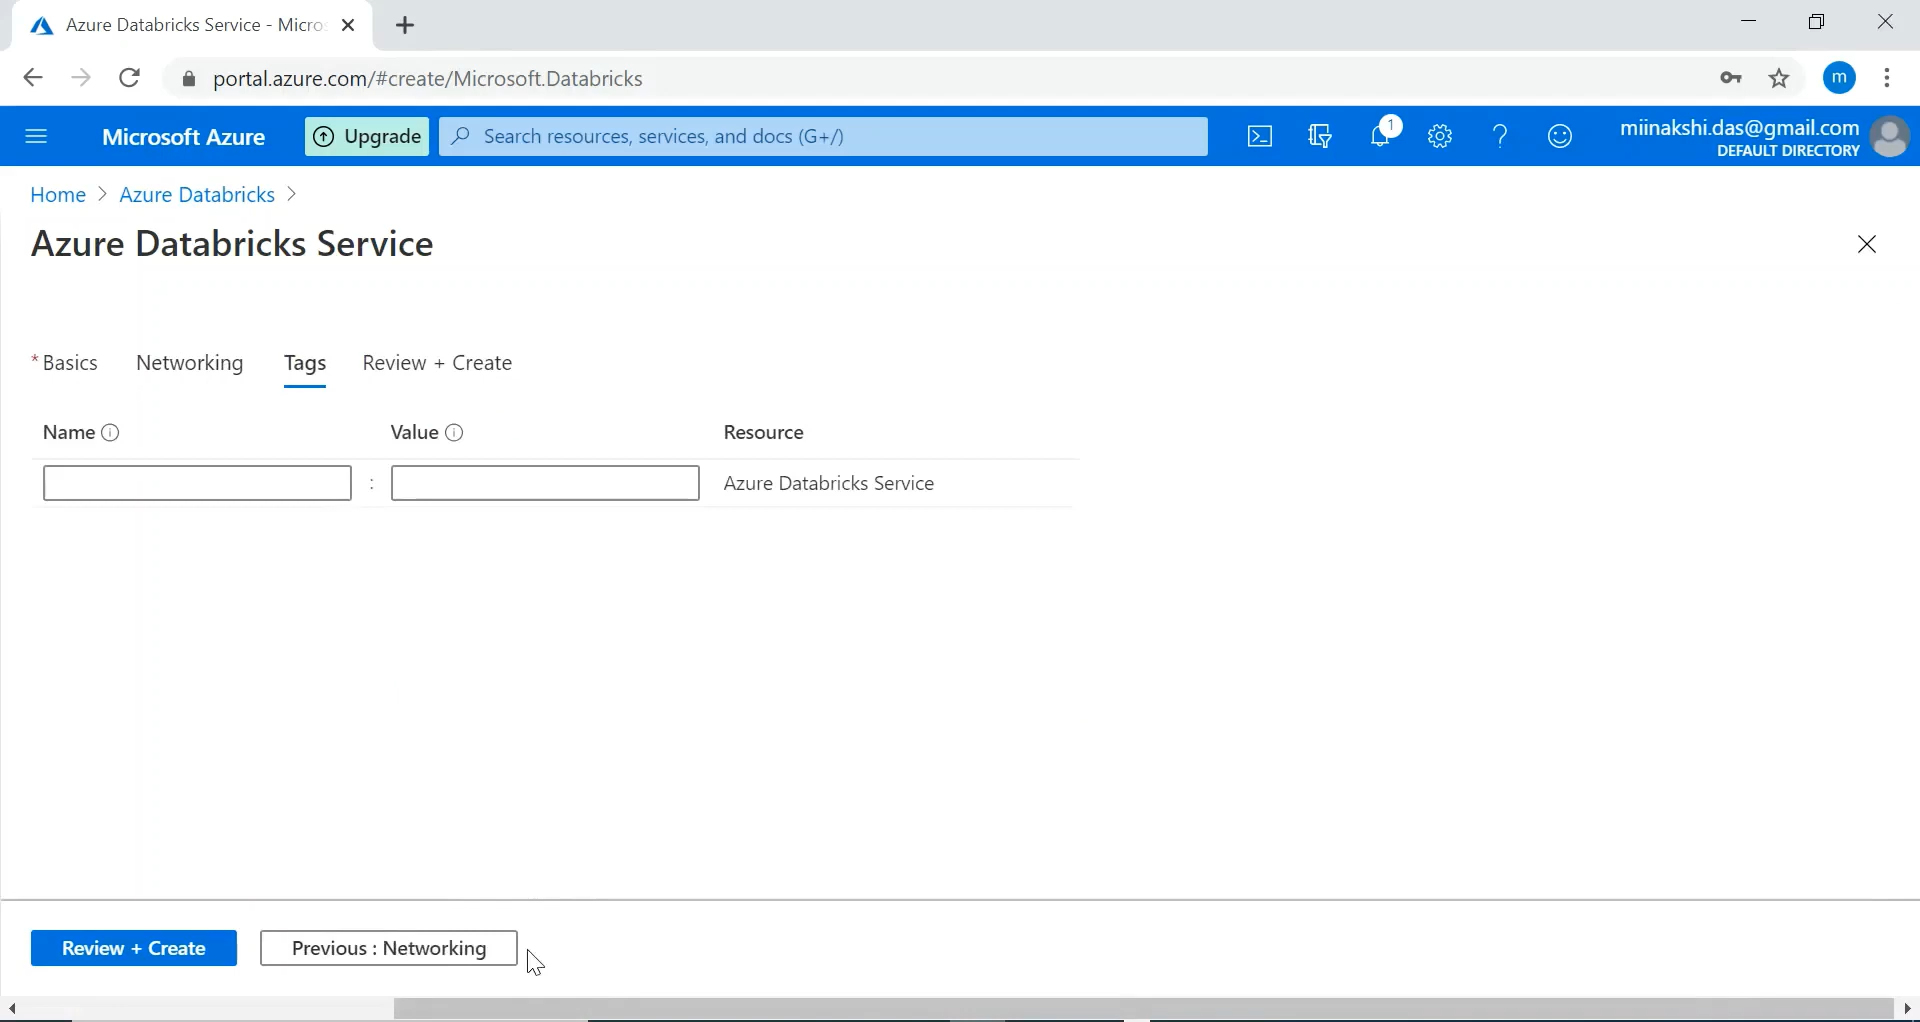 Azure Databricks Service - Micro
portal.azure.com/#create/Microsoft.Databricks
m
Microsoft Azure
Upgrade
Search resources, services, and docs (G+/)
1
miinakshi.das@gmail.com
DEFAULT DIRECTORY
Home > Azure Databricks >
Azure Databricks Service
* Basics Networking Tags Review + Create
Name Value Resource
: Azure Databricks Service
Review + Create Previous : Networking